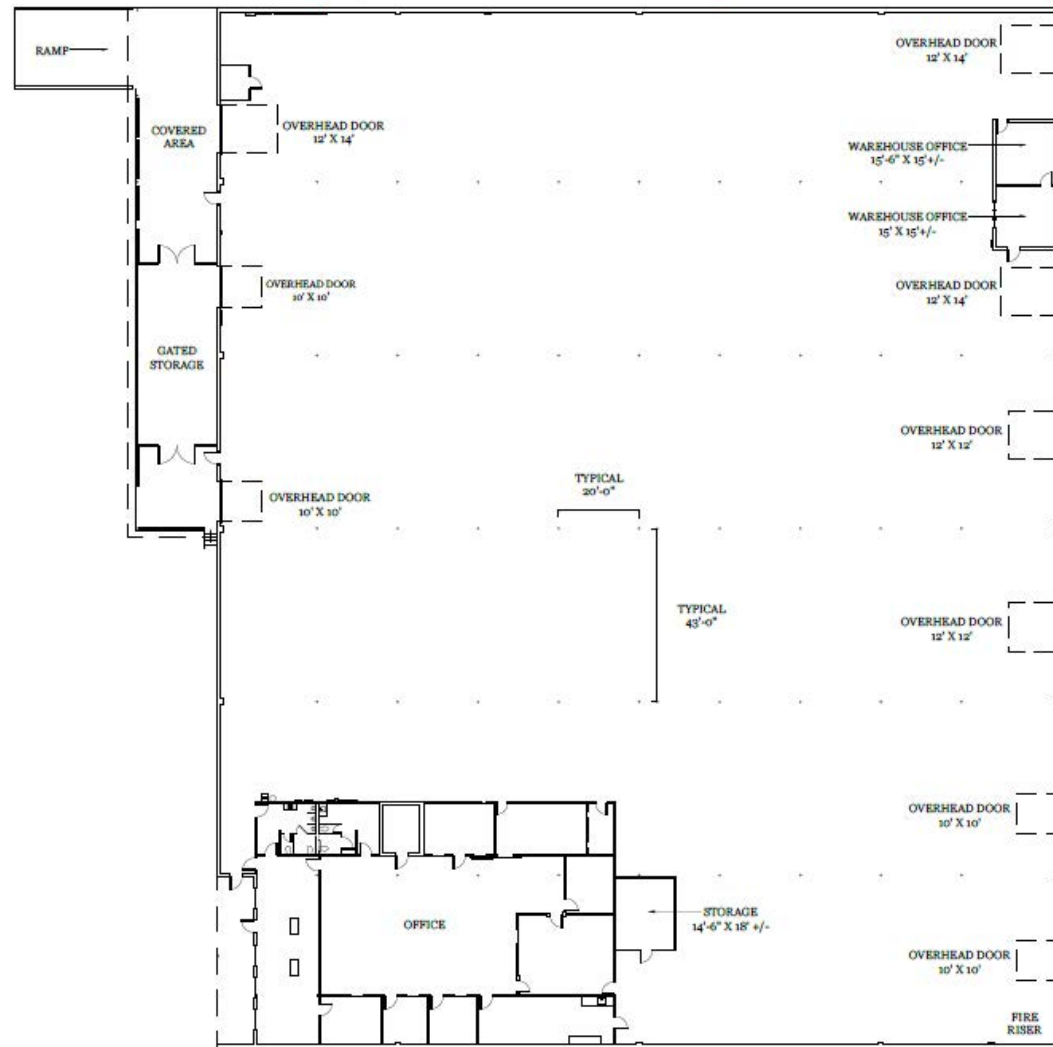 RAMP
OVERHEAD DOOR
12' X 14'
COVERED
AREA
OVERHEAD DOOR
12' X 14'
WAREHOUSE OFFICE
15'-6" X 15'+/-
WAREHOUSE OFFICE
15' X 15'+/-
OVERHEAD DOOR
10' X 10'
OVERHEAD DOOR
12' X 14'
GATED
STORAGE
OVERHEAD DOOR
12' X 12'
TYPICAL
20'-0"
OVERHEAD DOOR
10' X 10'
TYPICAL
43'-0"
OVERHEAD DOOR
12' X 12'
OVERHEAD DOOR
10' X 10'
OFFICE
STORAGE
14'-6" X 18' +/-
OVERHEAD DOOR
10' X 10'
FIRE
RISER